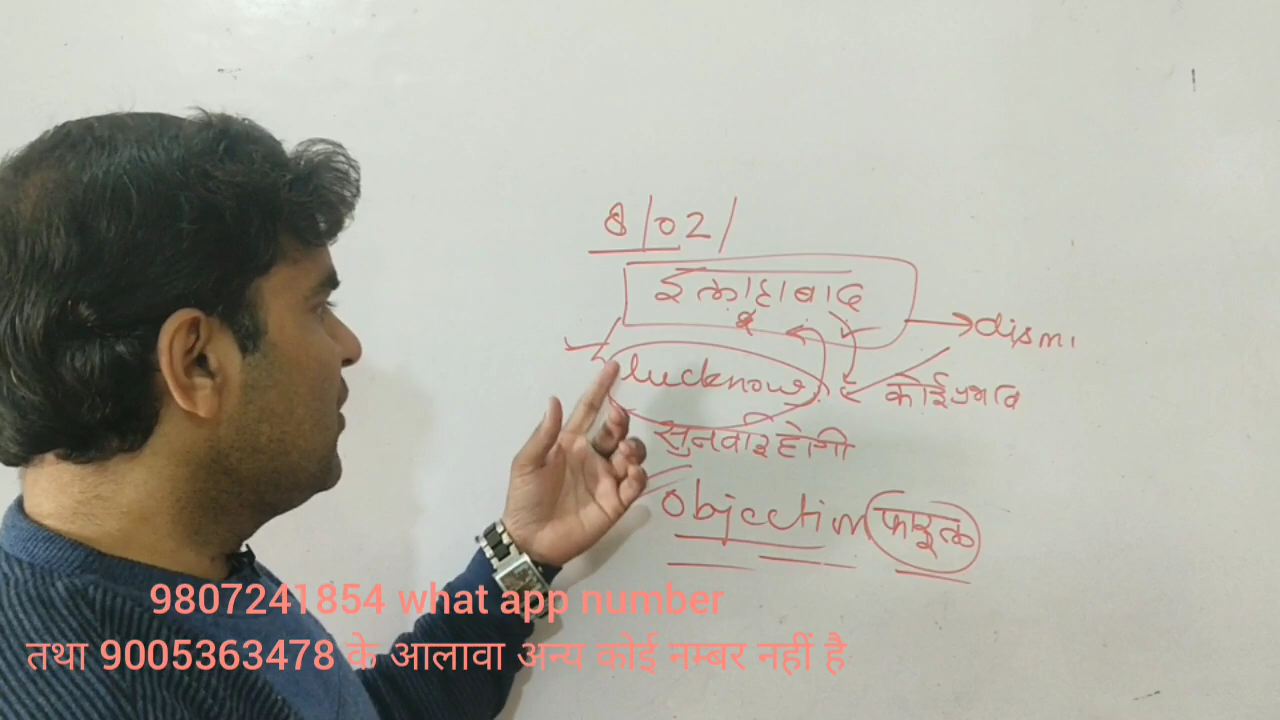 8/02/
इलाहाबाद → dism
lucknow कोई प्रभाव
सुनवाई होगी
objection फाइल
9807241854 what app number
तथा 9005363478 के आलावा अन्य कोई नम्बर नहीं है